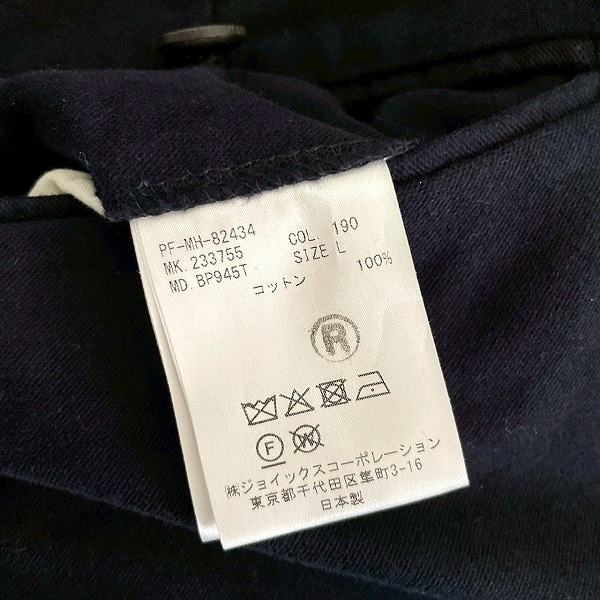 PF-MH-82434 COL. 190
MK. 233755 SIZE L
MD. BP945T
コットン 100%
R
F W
㈱ジョイックスコーポレーション
東京都千代田区隼町3-16
日本製